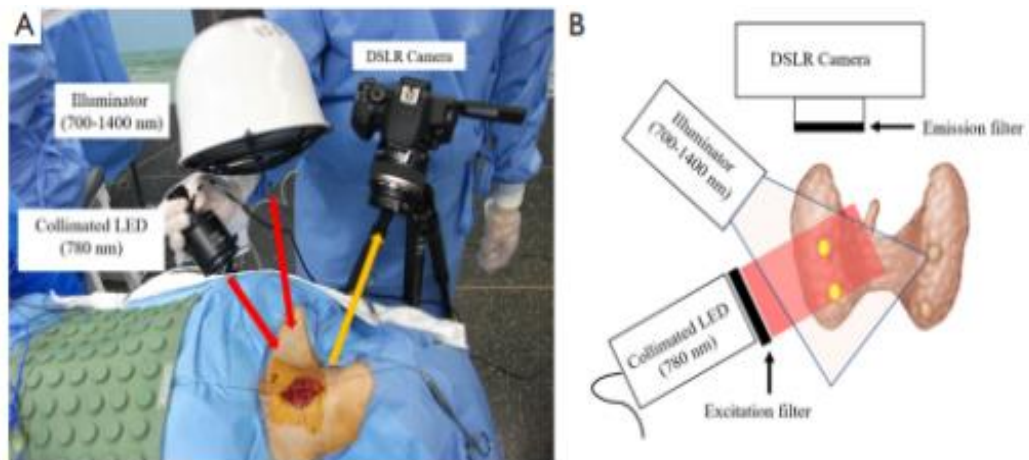 A
DSLR Camera
Illuminator
(700-1400 nm)
Collimated LED
(780 nm)
B
DSLR Camera
Emission filter
Illuminator
(700-1400 nm)
Collimated LED
(780 nm)
Excitation filter